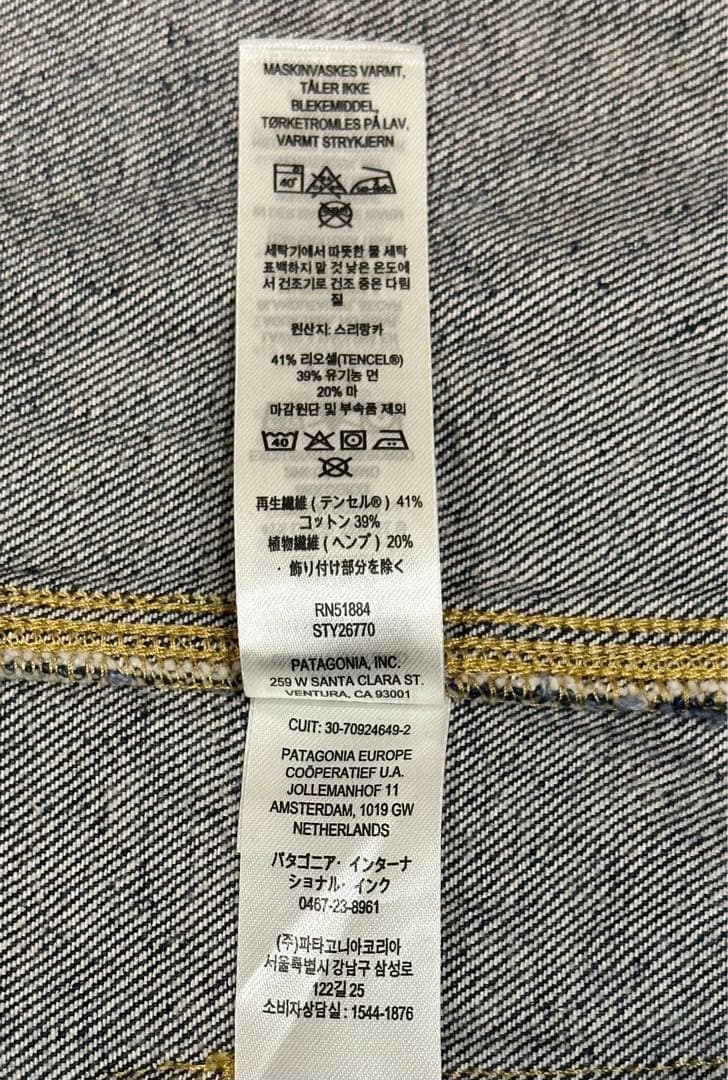 MASKINVASKES VARMT,
TÅLER IKKE
BLEKEMIDDEL,
TØRKETROMLES PÅ LAV,
VARMT STRYKJERN
40°
세탁기에서 따뜻한 물 세탁
표백하지 말 것 낮은 온도에
서 건조기로 건조 중온 다림
질
원산지: 스리랑카
41% 리오셀(TENCEL®)
39% 유기농 면
20% 마
마감원단 및 부속품 제외
40
再生繊維 ( テンセル® ) 41%
コットン 39%
植物繊維 ( ヘンプ ) 20%
・飾り付け部分を除く
RN51884
STY26770
PATAGONIA, INC.
259 W SANTA CLARA ST.
VENTURA, CA 93001
CUIT: 30-70924649-2
PATAGONIA EUROPE
COÖPERATIEF U.A.
JOLLEMANHOF 11
AMSTERDAM, 1019 GW
NETHERLANDS
パタゴニア・インターナ
ショナル・インク
0467-23-8961
(주)파타고니아코리아
서울특별시 강남구 삼성로
122길 25
소비자상담실 : 1544-1876